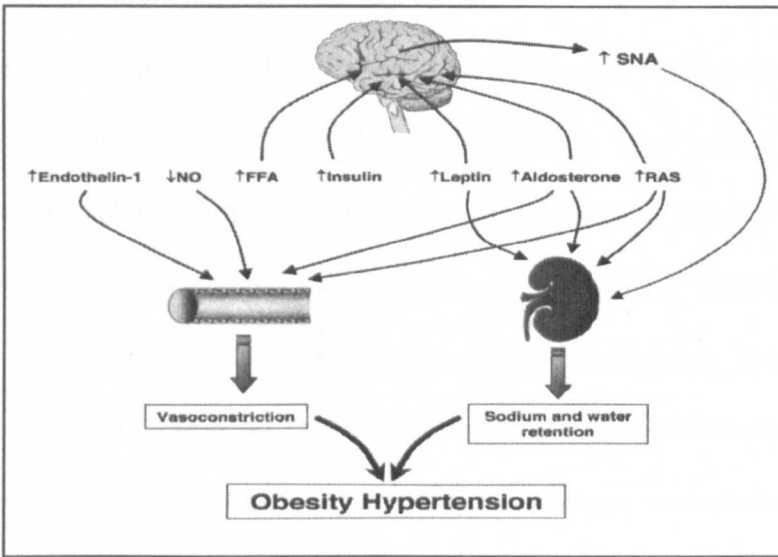 ↑ SNA
↑Endothelin-1 ↓NO ↑FFA ↑Insulin ↑Leptin ↑Aldosterone ↑RAS
Vasoconstriction
Sodium and water
retention
Obesity Hypertension